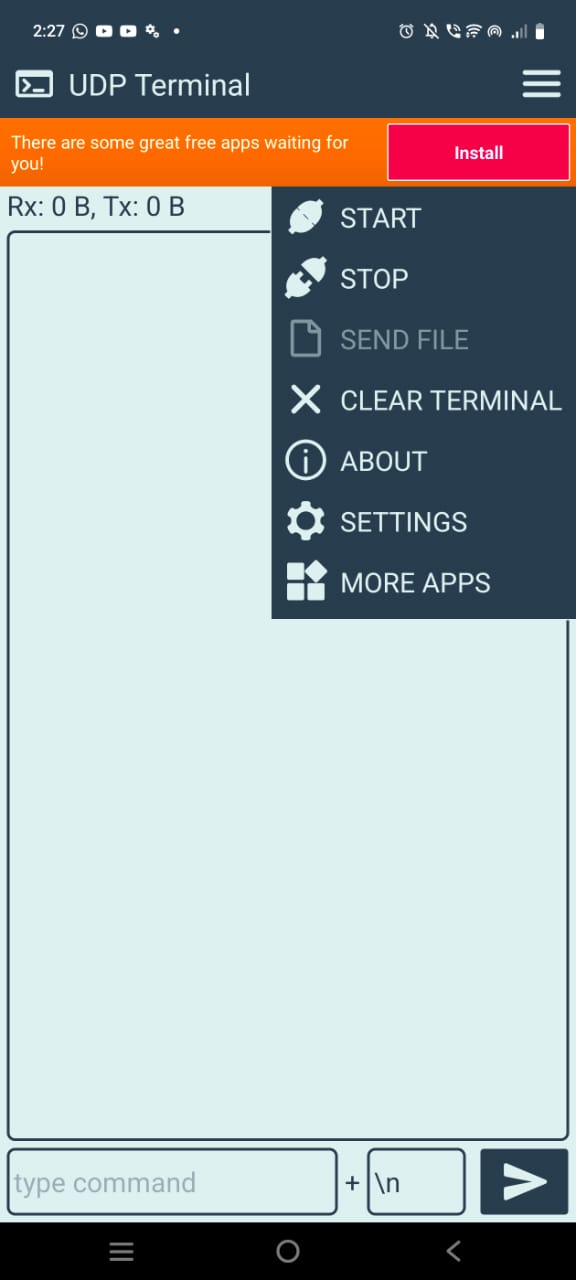 2:27
UDP Terminal
There are some great free apps waiting for
you!
Install
Rx: 0 B, Tx: 0 B
START
STOP
SEND FILE
CLEAR TERMINAL
ABOUT
SETTINGS
MORE APPS
type command + \n